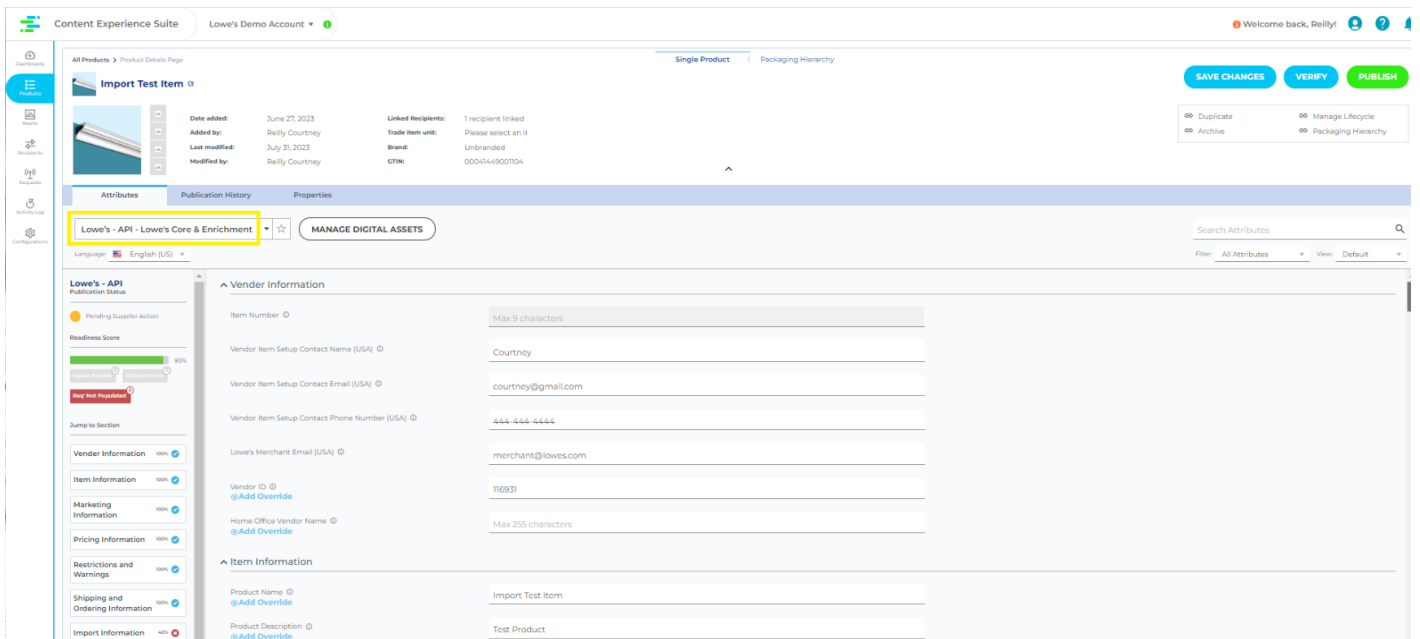 Content Experience Suite
Lowe's Demo Account
Welcome back, Reilly!
Dashboards
Products
Assets
Recipients
Requests
Activity Log
Configurations
All Products > Product Details Page
Single Product | Packaging Hierarchy
Import Test Item
SAVE CHANGES VERIFY PUBLISH
Date added: June 27, 2023 Linked Recipients: 1 recipient linked
Added by: Reilly Courtney Trade item unit: Please select an it
Last modified: July 31, 2023 Brand: Unbranded
Modified by: Reilly Courtney GTIN: 00041449001104
Duplicate Manage Lifecycle
Archive Packaging Hierarchy
Attributes Publication History Properties
Lowe's - API - Lowe's Core & Enrichment MANAGE DIGITAL ASSETS
Search Attributes
Language: English (US)
Filter: All Attributes View: Default
Lowe's - API
Publication Status
Pending Supplier Action
Readiness Score
Req' Not Populated
Jump to Section
Vender Information 100%
Item Information 100%
Marketing
Information 100%
Pricing Information 100%
Restrictions and
Warnings 100%
Shipping and
Ordering Information 100%
Import Information 42%
Vender Information
Item Number Max 9 characters
Vendor Item Setup Contact Name (USA) Courtney
Vendor Item Setup Contact Email (USA) courtney@gmail.com
Vendor Item Setup Contact Phone Number (USA) 444-444-4444
Lowe's Merchant Email (USA) merchant@lowes.com
Vendor ID 116931
Add Override
Home Office Vendor Name Max 255 characters
Add Override
Item Information
Product Name Import Test Item
Add Override
Product Description Test Product
Add Override